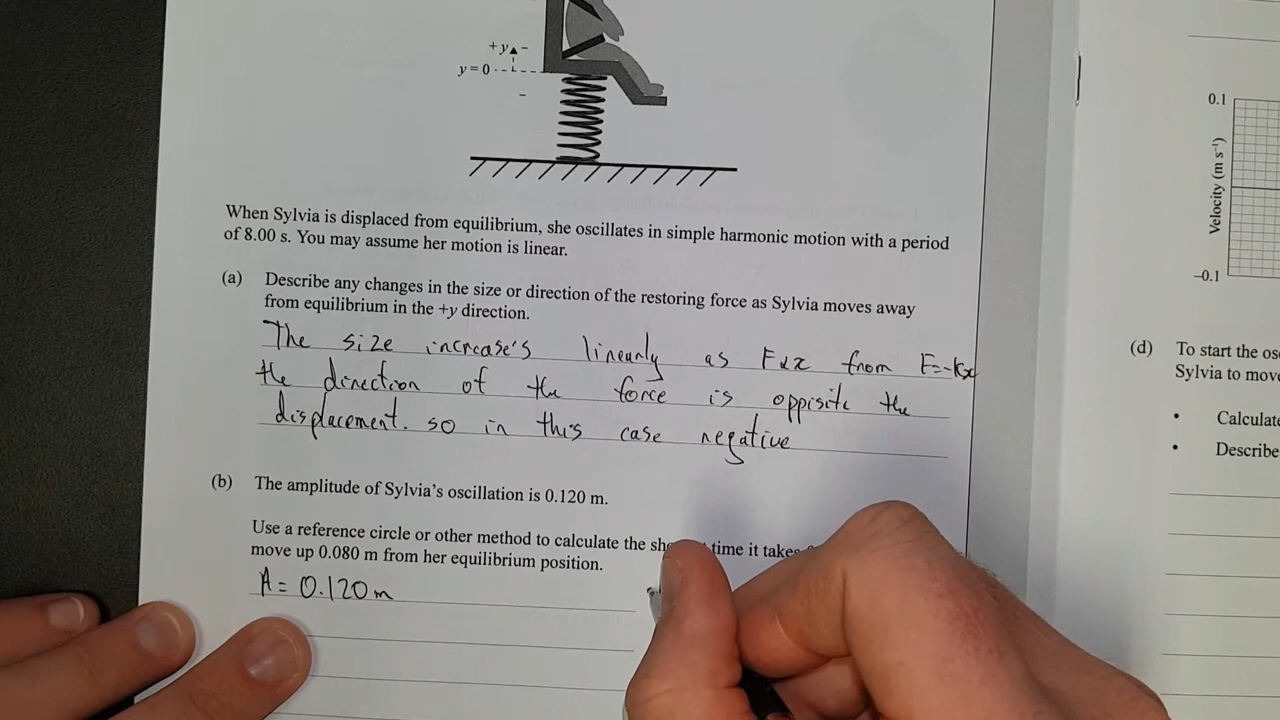 +y
y = 0
–
–
When Sylvia is displaced from equilibrium, she oscillates in simple harmonic motion with a period
of 8.00 s. You may assume her motion is linear.
(a) Describe any changes in the size or direction of the restoring force as Sylvia moves away
from equilibrium in the +y direction.
The size increase's linearly as F∝x from F=-kx
the direction of the force is oppisite the
displacement. so in this case negative
(b) The amplitude of Sylvia's oscillation is 0.120 m.
Use a reference circle or other method to calculate the time it takes
move up 0.080 m from her equilibrium position.
A = 0.120 m
0.1
Velocity (m s⁻¹)
–0.1
(d) To start the
Sylvia to
• Calculate
• Describe